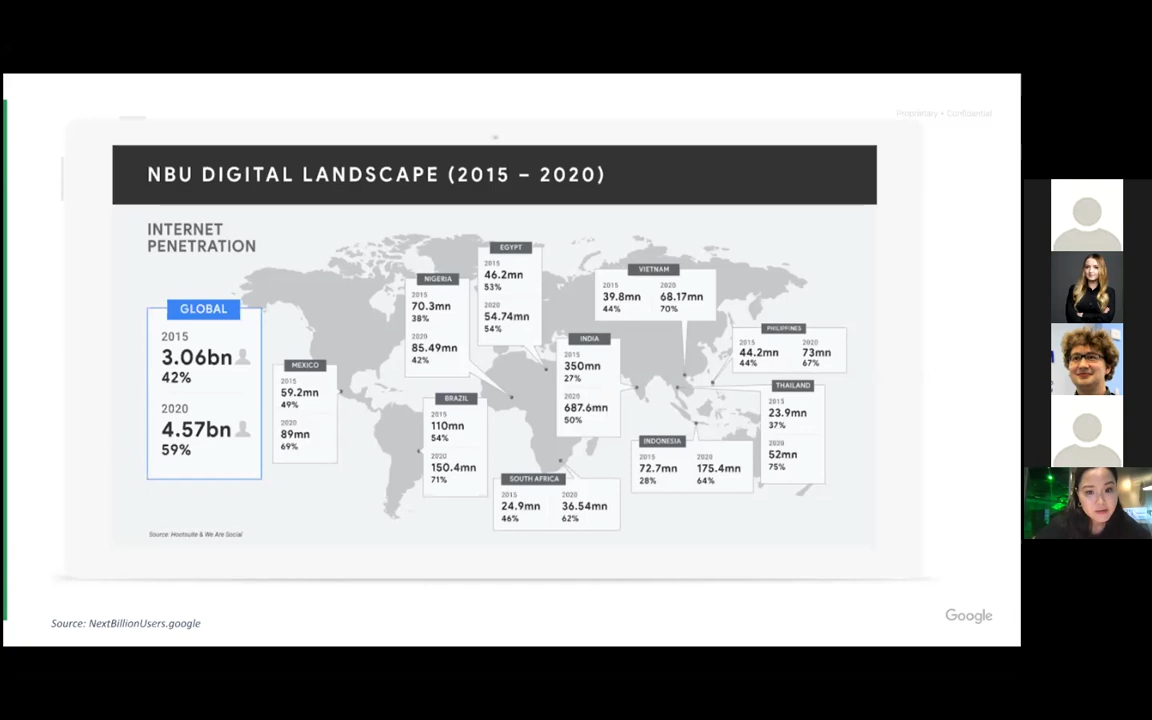 Proprietary + Confidential
NBU DIGITAL LANDSCAPE (2015 – 2020)
INTERNET
PENETRATION
GLOBAL
2015
3.06bn
42%
2020
4.57bn
59%
MEXICO
2015
59.2mn
49%
2020
89mn
69%
NIGERIA
2015
70.3mn
38%
2020
85.49mn
42%
BRAZIL
2015
110mn
54%
2020
150.4mn
71%
EGYPT
2015
46.2mn
53%
2020
54.74mn
54%
SOUTH AFRICA
2015 2020
24.9mn 36.54mn
46% 62%
INDIA
2015
350mn
27%
2020
687.6mn
50%
VIETNAM
2015 2020
39.8mn 68.17mn
44% 70%
INDONESIA
2015 2020
72.7mn 175.4mn
28% 64%
PHILIPPINES
2015 2020
44.2mn 73mn
44% 67%
THAILAND
2015
23.9mn
37%
2020
52mn
75%
Source: Hootsuite & We Are Social
Source: NextBillionUsers.google
Google